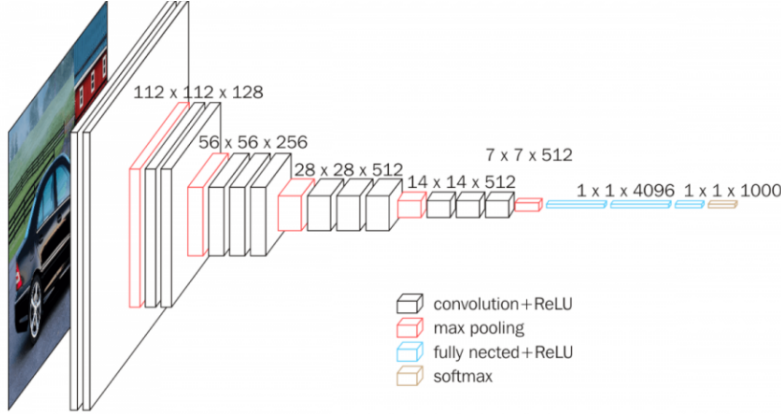 112 x 112 x 128
56 x 56 x 256
28 x 28 x 512
14 x 14 x 512
7 x 7 x 512
1 x 1 x 4096
1 x 1 x 1000
convolution+ReLU
max pooling
fully nected+ReLU
softmax